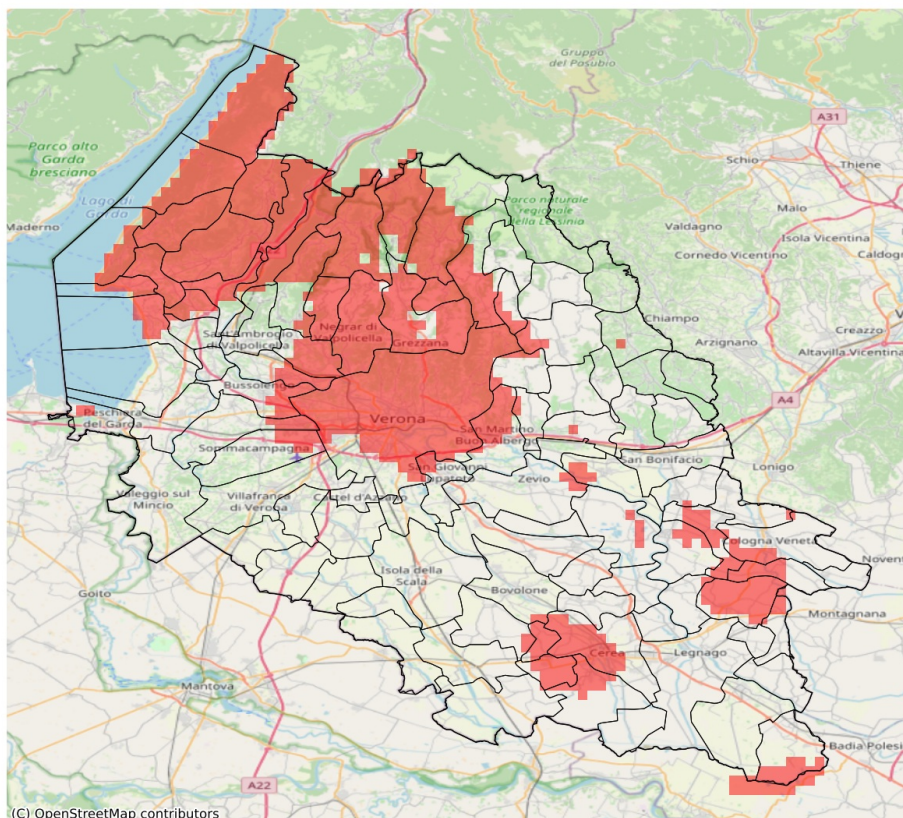 Gruppo
del Pasubio
A31
Parco alto
Garda
bresciano
Schio
Thiene
Lago di
Garda
Parco naturale
regionale
della Lessinia
Malo
Maderno
Valdagno
Isola Vicentina
Cornedo Vicentino
Caldog
Chiampo
Negrar di
Valpolicella
Sant'Ambrogio
di Valpolicella
Grezzana
Arzignano
Creazzo
Altavilla Vicentina
Bussolengo
A4
Peschiera
del Garda
Verona
San Martino
Buon Albergo
Sommacampagna
San Giovanni
Lupatoto
San Bonifacio
Lonigo
Zevio
Valeggio sul
Mincio
Villafranca
di Verona
Castel d'Azzano
Cologna Veneta
Novent
Isola della
Scala
Goito
Bovolone
Montagnana
Cerea
Legnago
Mantova
Badia Polesi
A22
(C) OpenStreetMap contributors